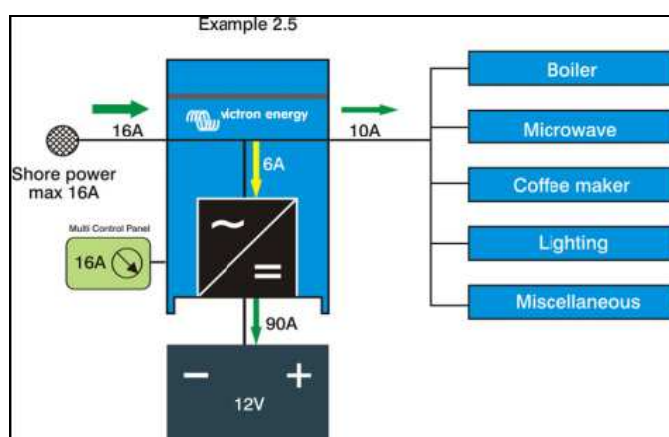 Example 2.5
victron energy
16A
10A
6A
Shore power
max 16A
Multi Control Panel
16A
90A
12V
Boiler
Microwave
Coffee maker
Lighting
Miscellaneous